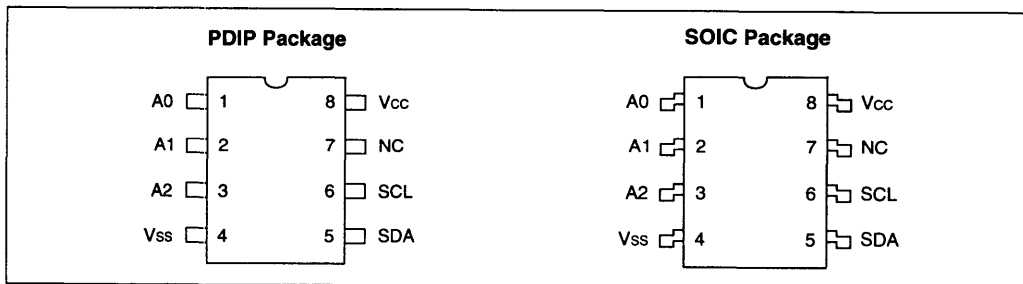 PDIP Package
A0 1 8 Vcc
A1 2 7 NC
A2 3 6 SCL
Vss 4 5 SDA
SOIC Package
A0 1 8 Vcc
A1 2 7 NC
A2 3 6 SCL
Vss 4 5 SDA